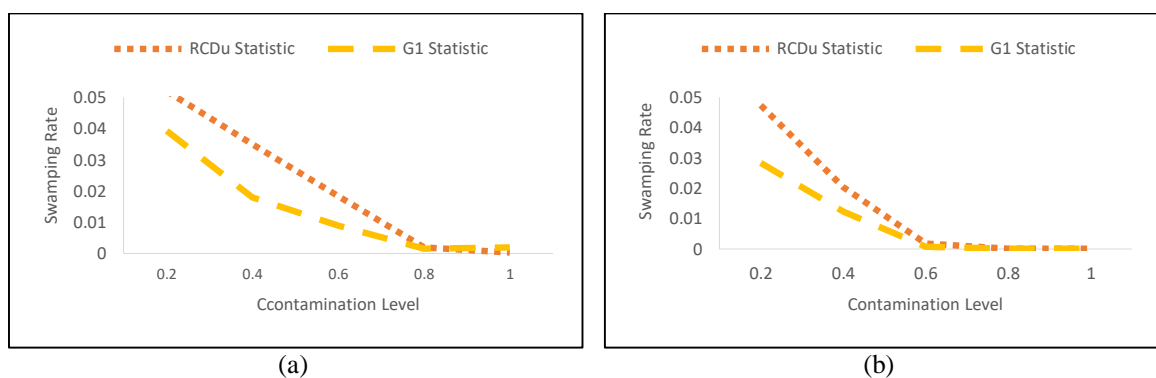 RCDu Statistic G1 Statistic
Swamping Rate
0.05
0.04
0.03
0.02
0.01
0
0.2 0.4 0.6 0.8 1
Ccontamination Level
(a)
RCDu Statistic G1 Statistic
Swamping Rate
0.05
0.04
0.03
0.02
0.01
0
0.2 0.4 0.6 0.8 1
Contamination Level
(b)